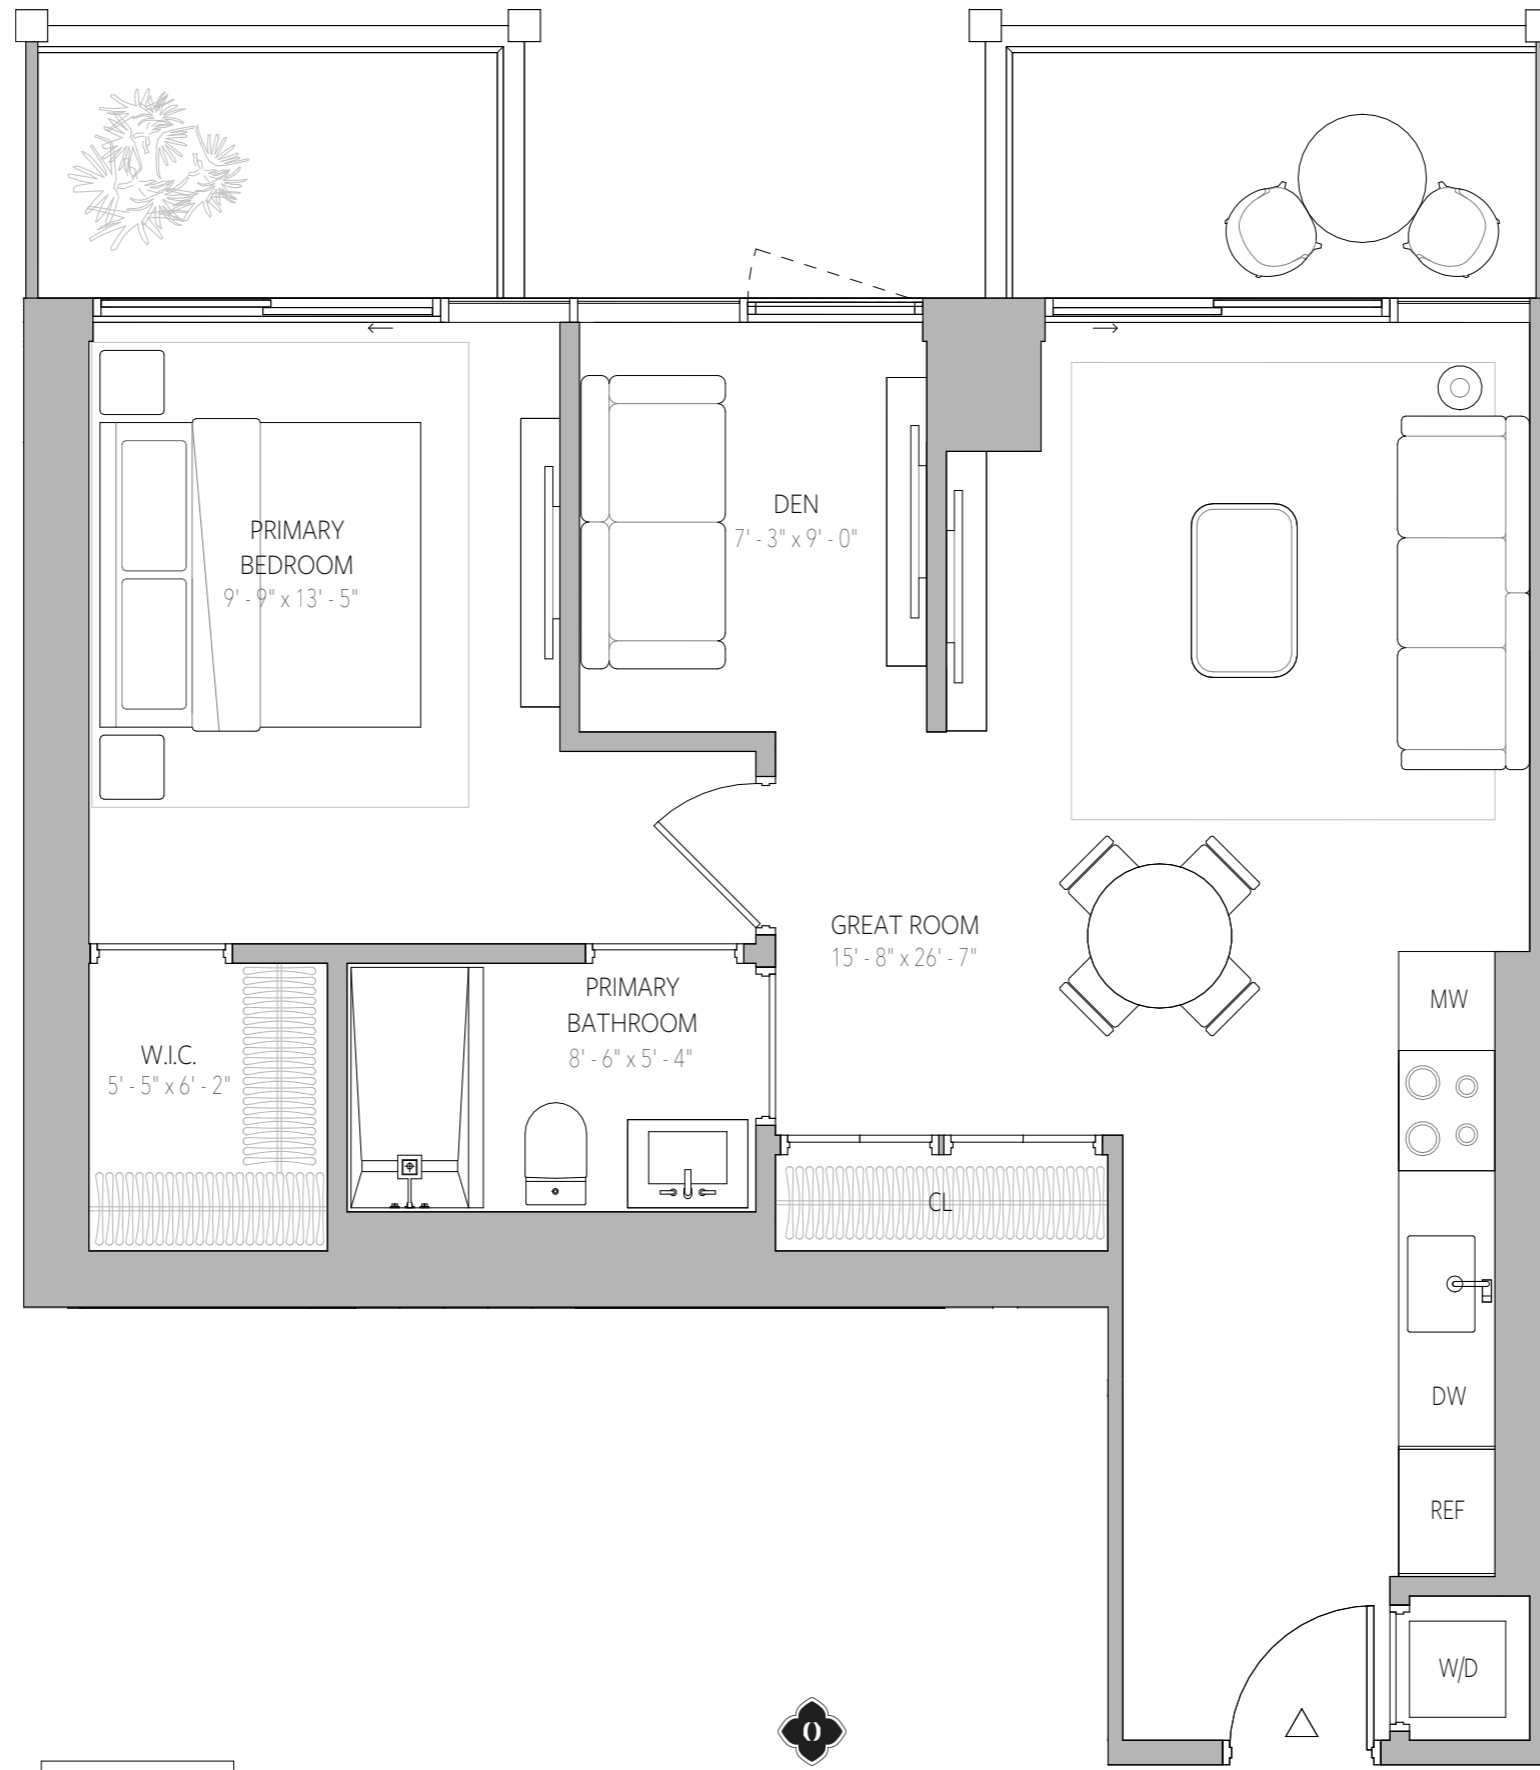 DEN
7' - 3" x 9' - 0"
PRIMARY
BEDROOM
9' - 9" x 13' - 5"
GREAT ROOM
15' - 8" x 26' - 7"
PRIMARY
BATHROOM
8' - 6" x 5' - 4"
MW
W.I.C.
5' - 5" x 6' - 2"
CL
DW
REF
W/D
O